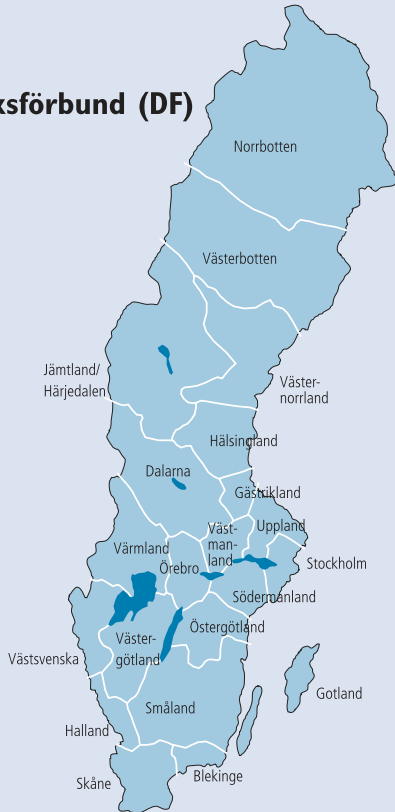 ksförbund (DF)
Norrbotten
Västerbotten
Jämtland/
Härjedalen
Väster-
norrland
Hälsingland
Dalarna
Gästrikland
Uppland
Väst-
man-
land
Värmland
Örebro
Stockholm
Södermanland
Östergötland
Väster-
götland
Västsvenska
Gotland
Småland
Halland
Blekinge
Skåne